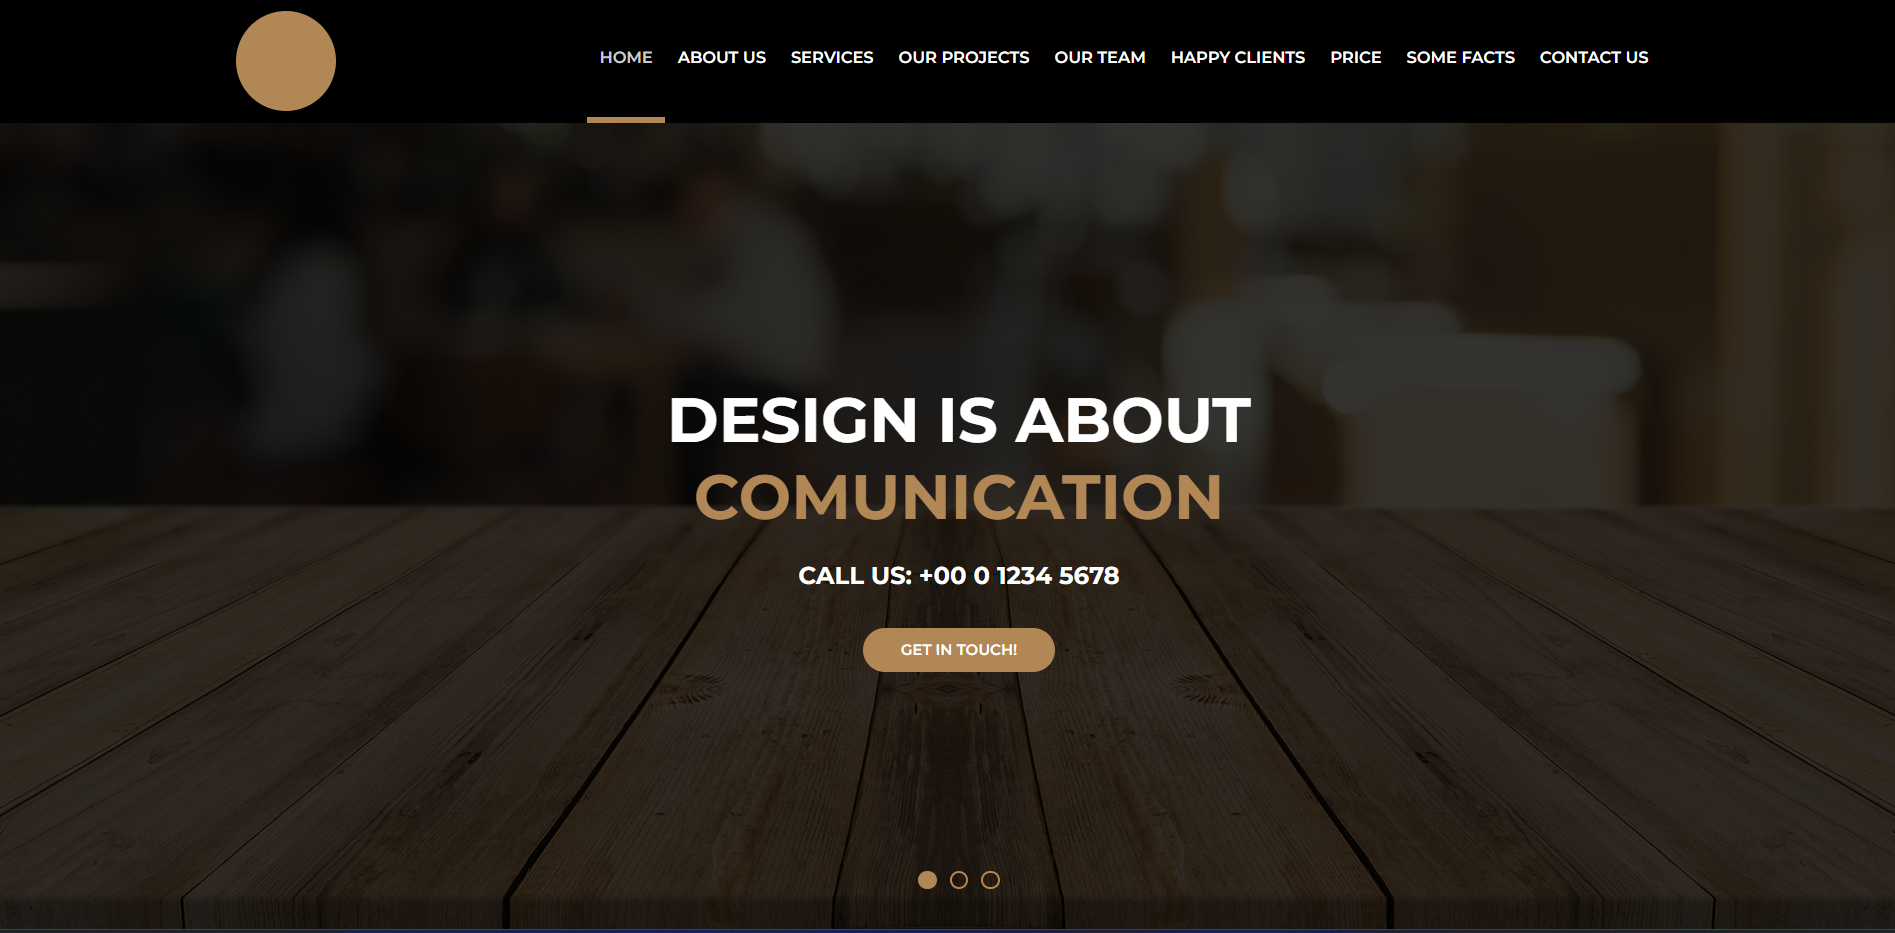 HOME ABOUT US SERVICES OUR PROJECTS OUR TEAM HAPPY CLIENTS PRICE SOME FACTS CONTACT US
DESIGN IS ABOUT
COMUNICATION
CALL US: +00 0 1234 5678
GET IN TOUCH!